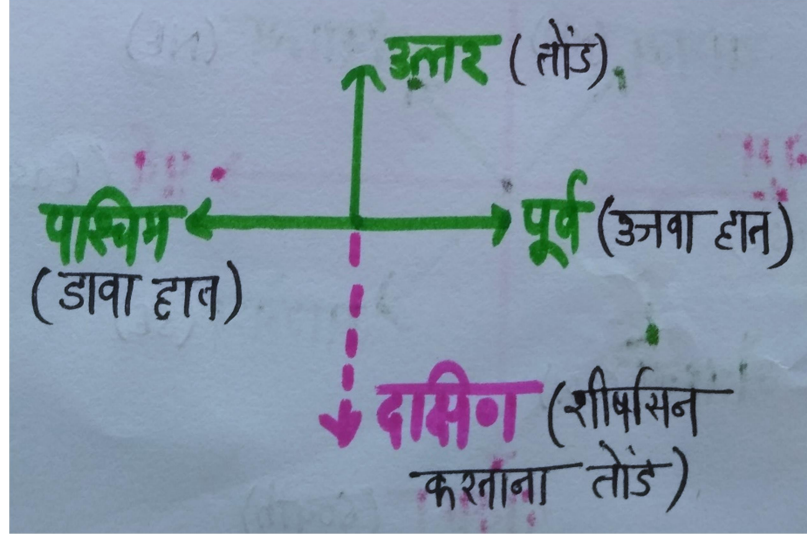 उत्तर (तोंड)
पश्चिम
(डावा हात)
पूर्व (उजवा हात)
दक्षिण (शीर्षासन
करताना तोंड)